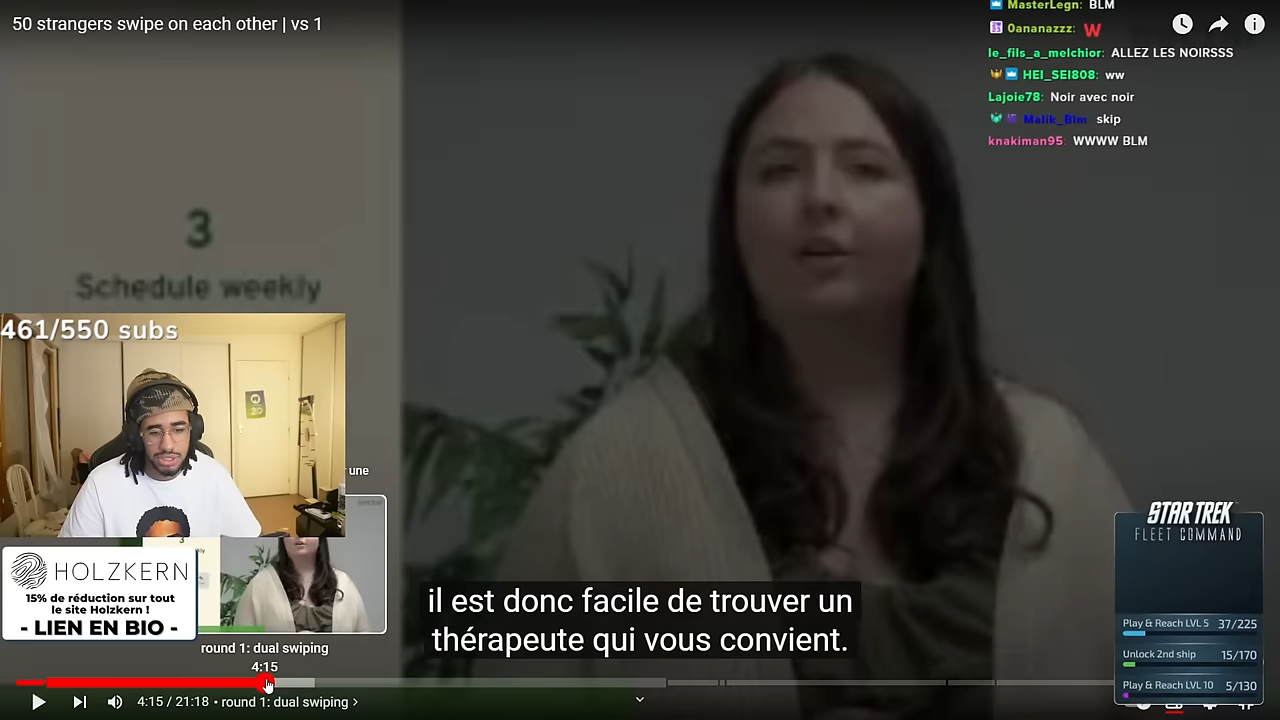 50 strangers swipe on each other | vs 1
MasterLegn: BLM
0ananazzz: W
le_fils_a_melchior: ALLEZ LES NOIRSSS
HEI_SEI808: ww
Lajoie78: Noir avec noir
Malik_Blm skip
knakiman95: WWWW BLM
3
Schedule weekly
461/550 subs
20
une
HOLZKERN
15% de réduction sur tout
le site Holzkern !
- LIEN EN BIO -
il est donc facile de trouver un
thérapeute qui vous convient.
STAR TREK
FLEET COMMAND
Play & Reach LVL 5 37/225
Unlock 2nd ship 15/170
Play & Reach LVL 10 5/130
round 1: dual swiping
4:15
4:15 / 21:18 • round 1: dual swiping >